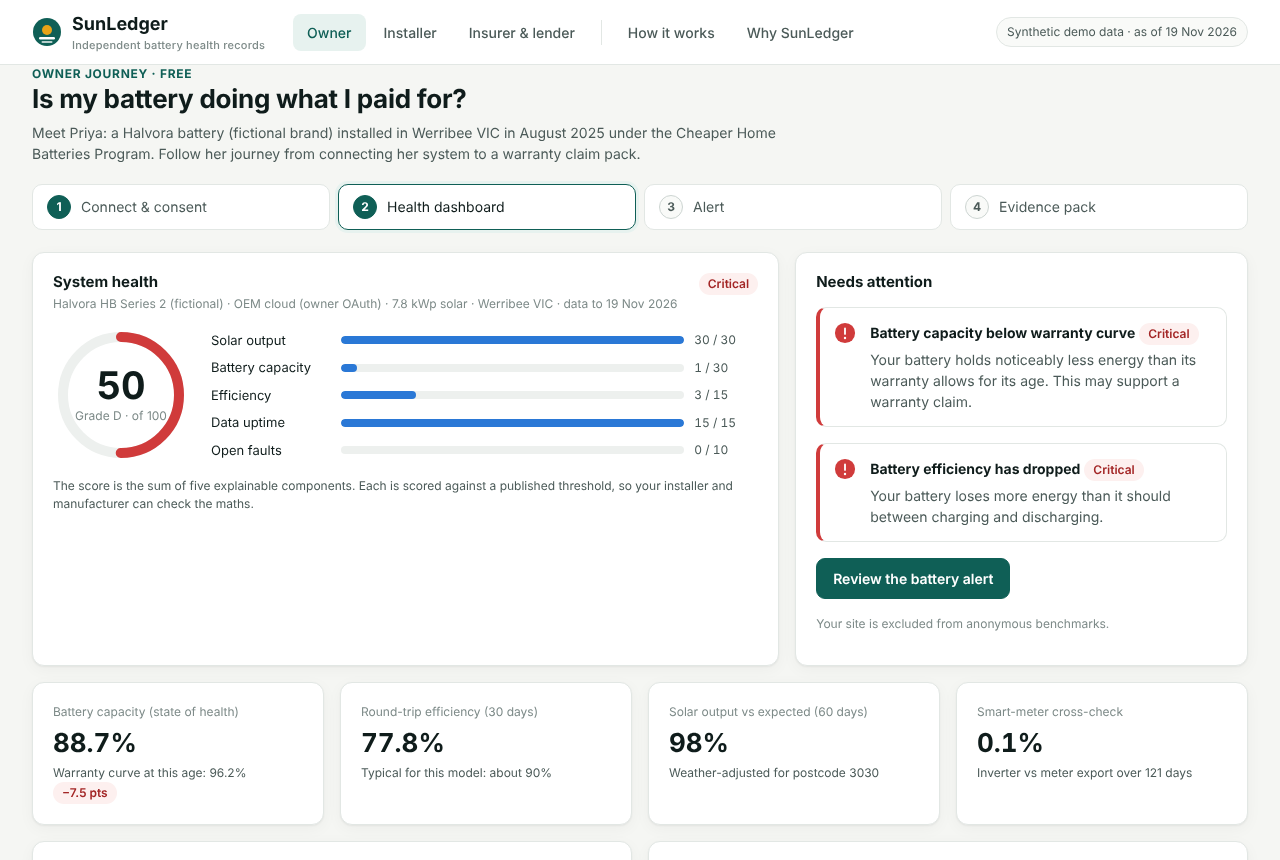 SunLedger
Independent battery health records
Owner
Installer
Insurer & lender
How it works
Why SunLedger
Synthetic demo data · as of 19 Nov 2026
OWNER JOURNEY · FREE
Is my battery doing what I paid for?
Meet Priya: a Halvora battery (fictional brand) installed in Werribee VIC in August 2025 under the Cheaper Home
Batteries Program. Follow her journey from connecting her system to a warranty claim pack.
1 Connect & consent
2 Health dashboard
3 Alert
4 Evidence pack
System health
Critical
Halvora HB Series 2 (fictional) · OEM cloud (owner OAuth) · 7.8 kWp solar · Werribee VIC · data to 19 Nov 2026
50
Grade D · of 100
Solar output 30 / 30
Battery capacity 1 / 30
Efficiency 3 / 15
Data uptime 15 / 15
Open faults 0 / 10
The score is the sum of five explainable components. Each is scored against a published threshold, so your installer and
manufacturer can check the maths.
Needs attention
Battery capacity below warranty curve Critical
Your battery holds noticeably less energy than its
warranty allows for its age. This may support a
warranty claim.
Battery efficiency has dropped Critical
Your battery loses more energy than it should
between charging and discharging.
Review the battery alert
Your site is excluded from anonymous benchmarks.
Battery capacity (state of health)
88.7%
Warranty curve at this age: 96.2%
−7.5 pts
Round-trip efficiency (30 days)
77.8%
Typical for this model: about 90%
Solar output vs expected (60 days)
98%
Weather-adjusted for postcode 3030
Smart-meter cross-check
0.1%
Inverter vs meter export over 121 days